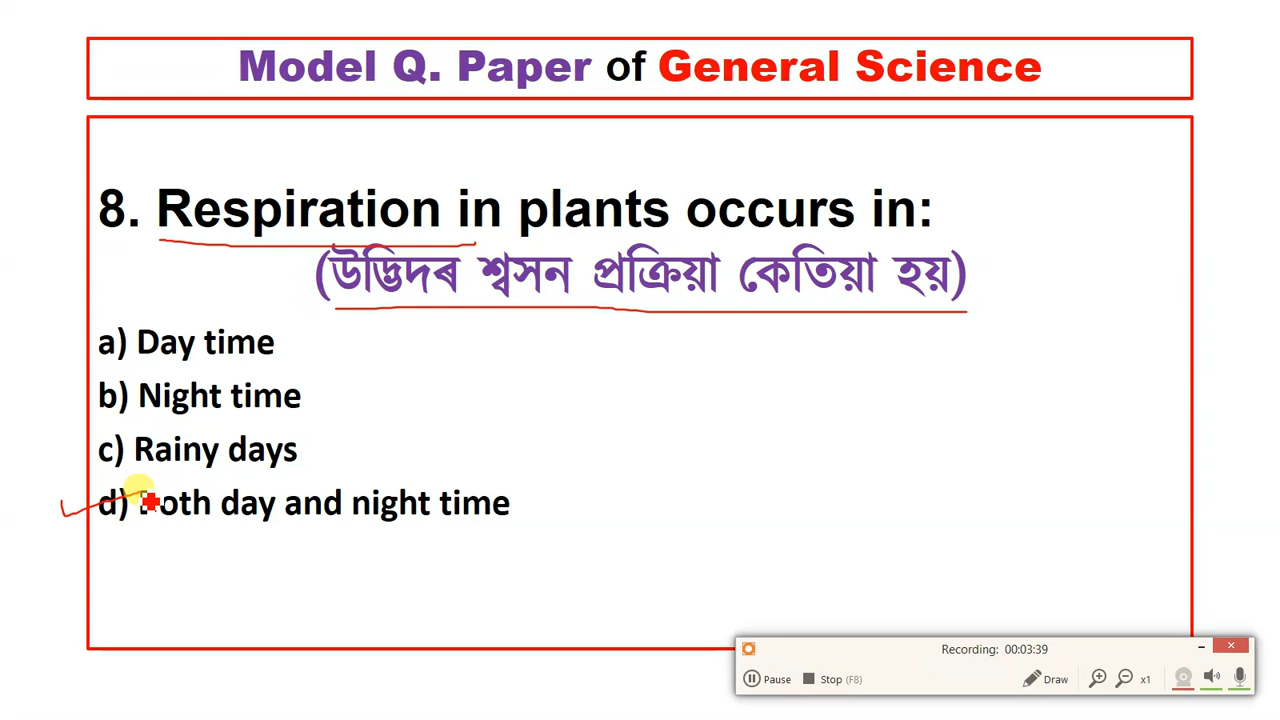 Model Q. Paper of General Science
8. Respiration in plants occurs in:
(উদ্ভিদৰ শ্বসন প্ৰক্ৰিয়া কেতিয়া হয়)
a) Day time
b) Night time
c) Rainy days
d) Both day and night time
Recording: 00:03:39
Pause Stop (F8) Draw x1